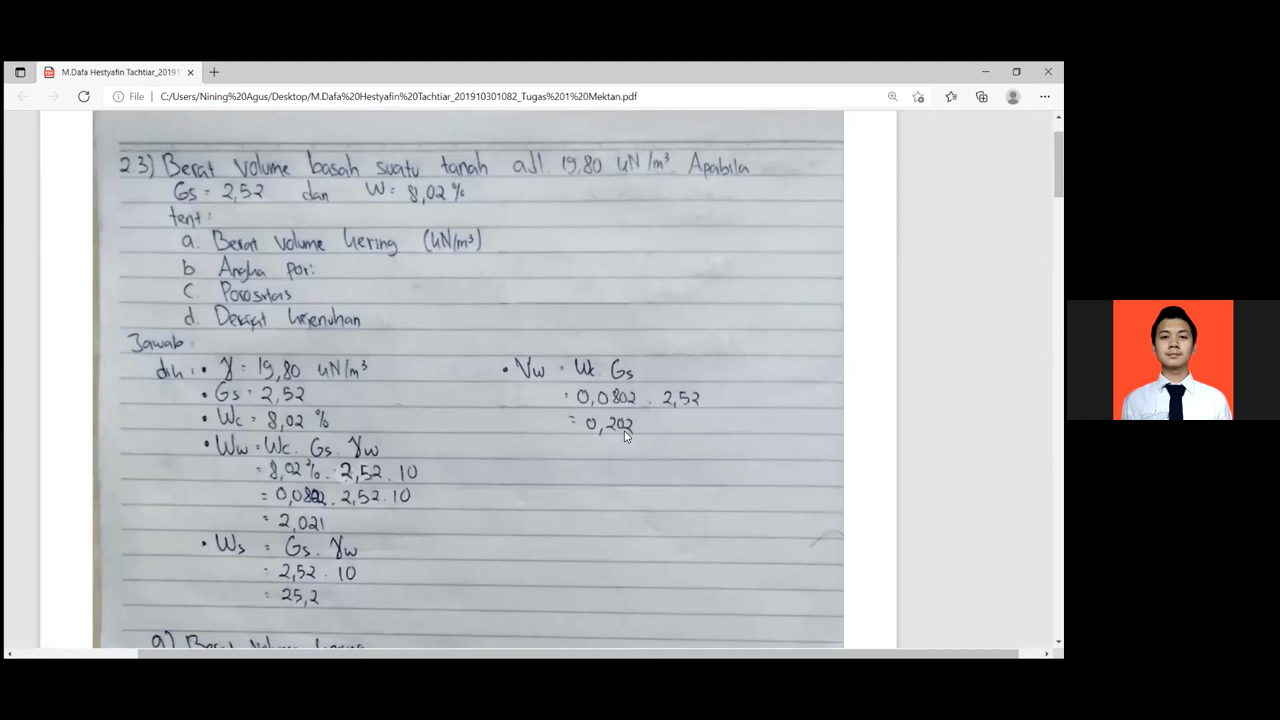 M.Dafa Hestyafin Tachtiar_20191
File
C:/Users/Nining%20Agus/Desktop/M.Dafa%20Hestyafin%20Tachtiar_201910301082_Tugas%201%20Mektan.pdf
2.3) Berat volume basah suatu tanah adl. 19,80 kN/m³. Apabila
Gs = 2,52 dan W = 8,02 %
tent :
a. Berat volume kering (kN/m³)
b Angka pori
c. Porositas
d. Derajat kejenuhan
Jawab :
dik : • γ = 19,80 kN/m³
• Gs = 2,52
• Wc = 8,02 %
• Ww = Wc. Gs. γw
= 8,02 % . 2,52 . 10
= 0,0802 . 2,52 . 10
= 2,021
• Ws = Gs . γw
= 2,52 . 10
= 25,2
• Vw = Wc. Gs
= 0,0802 . 2,52
= 0,202
a) Berat Volume kering